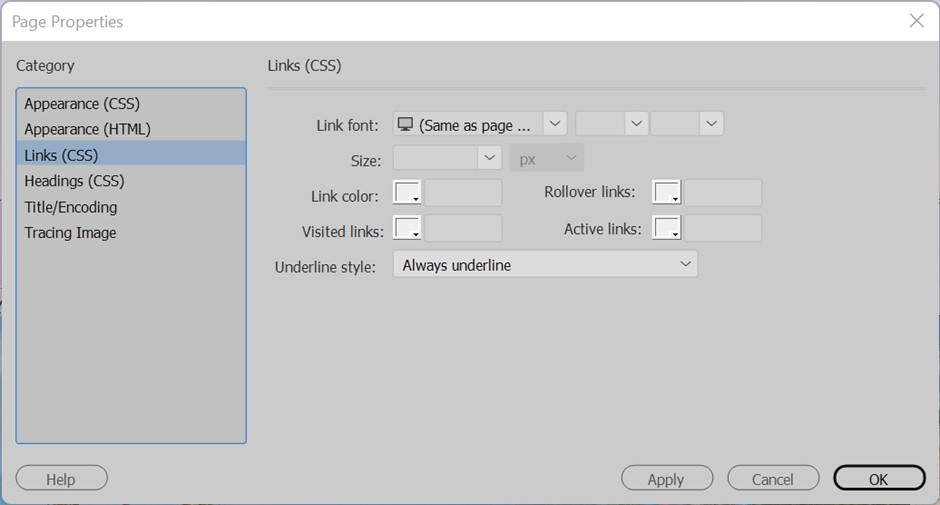 Page Properties
Category
Appearance (CSS)
Appearance (HTML)
Links (CSS)
Headings (CSS)
Title/Encoding
Tracing Image
Links (CSS)
Link font: (Same as page ...
Size: px
Link color: Rollover links:
Visited links: Active links:
Underline style: Always underline
Help Apply Cancel OK